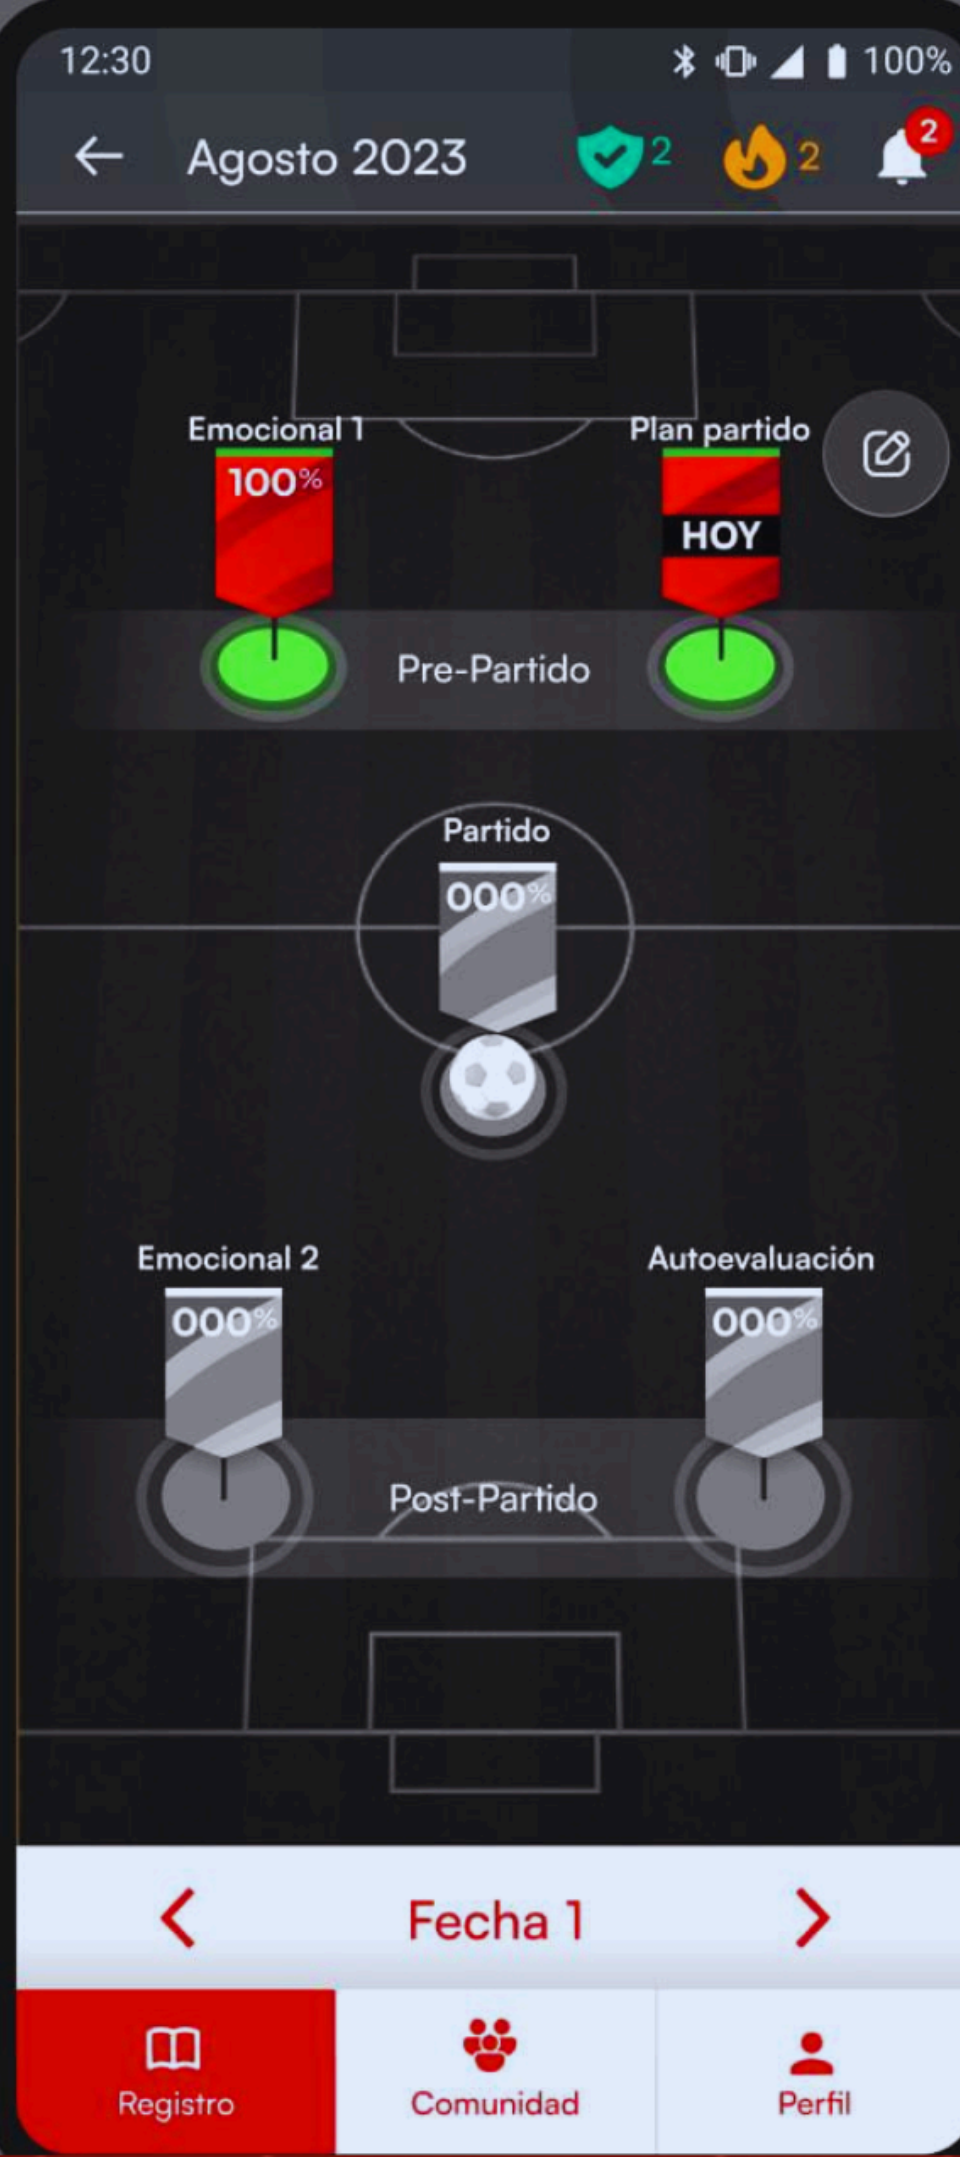 12:30 100%
Agosto 2023 2 2 2
Emocional 1 Plan partido
100%
HOY
Pre-Partido
Partido
000%
Emocional 2 Autoevaluación
000% 000%
Post-Partido
Fecha 1
Registro Comunidad Perfil